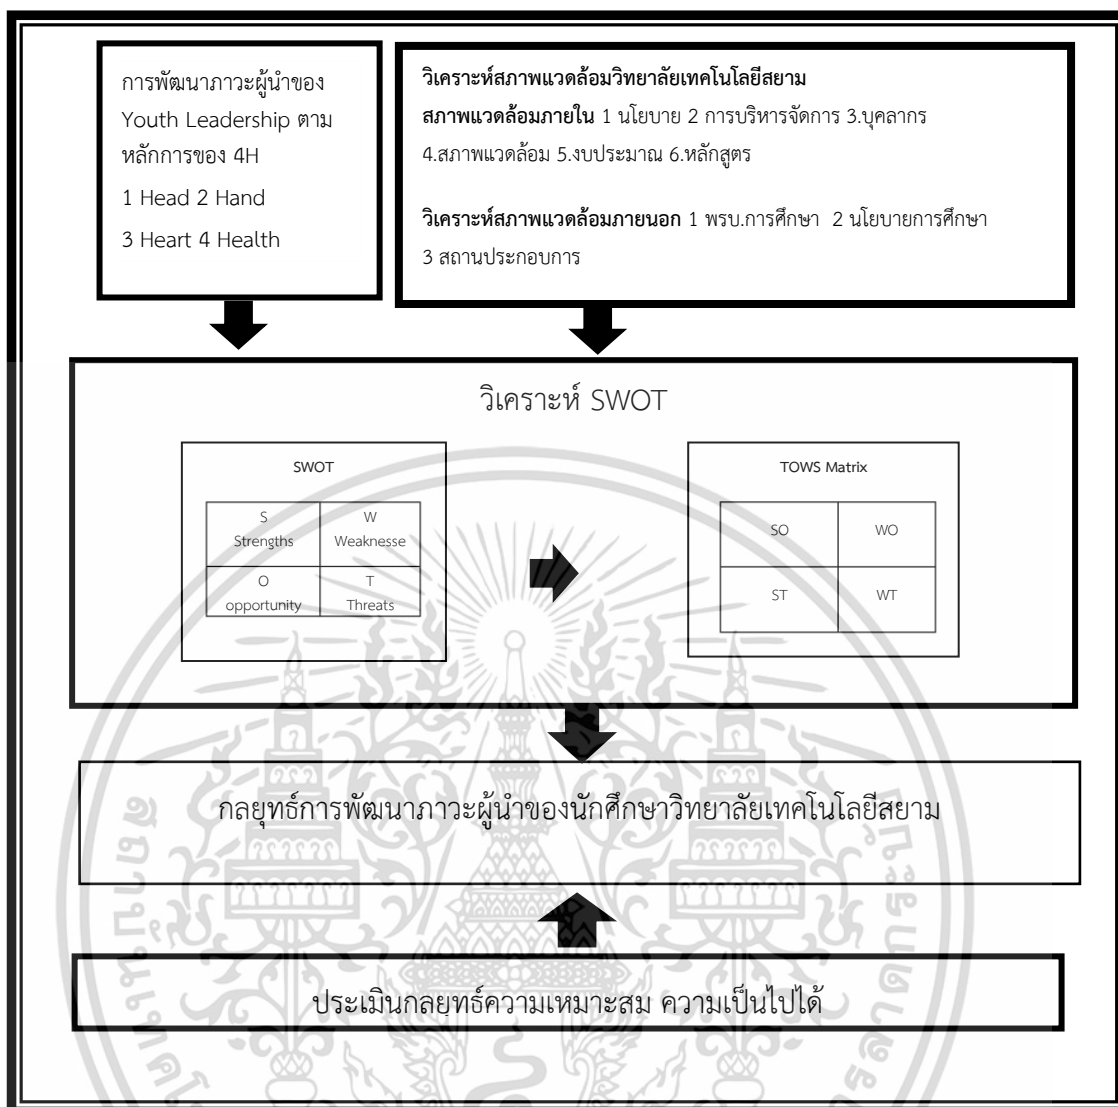 การพัฒนาภาวะผู้นำของ
Youth Leadership ตาม
หลักการของ 4H
1 Head 2 Hand
3 Heart 4 Health
วิเคราะห์สภาพแวดล้อมวิทยาลัยเทคโนโลยีสยาม
สภาพแวดล้อมภายใน 1 นโยบาย 2 การบริหารจัดการ 3.บุคลากร
4.สภาพแวดล้อม 5.งบประมาณ 6.หลักสูตร
วิเคราะห์สภาพแวดล้อมภายนอก 1 พรบ.การศึกษา 2 นโยบายการศึกษา
3 สถานประกอบการ
วิเคราะห์ SWOT
SWOT
S
Strengths
W
Weaknesse
O
opportunity
T
Threats
TOWS Matrix
SO
WO
ST
WT
กลยุทธ์การพัฒนาภาวะผู้นำของนักศึกษาวิทยาลัยเทคโนโลยีสยาม
ประเมินกลยุทธ์ความเหมาะสม ความเป็นไปได้